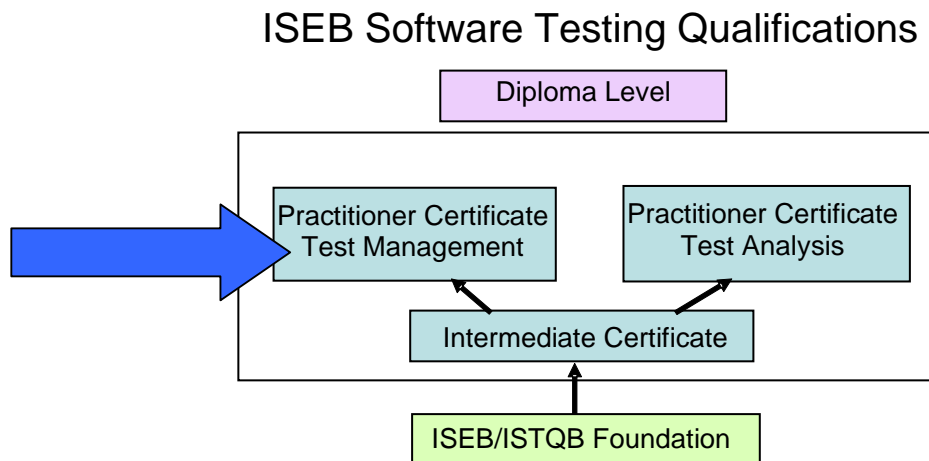 ISEB Software Testing Qualifications
Diploma Level
Practitioner Certificate
Test Management
Practitioner Certificate
Test Analysis
Intermediate Certificate
ISEB/ISTQB Foundation